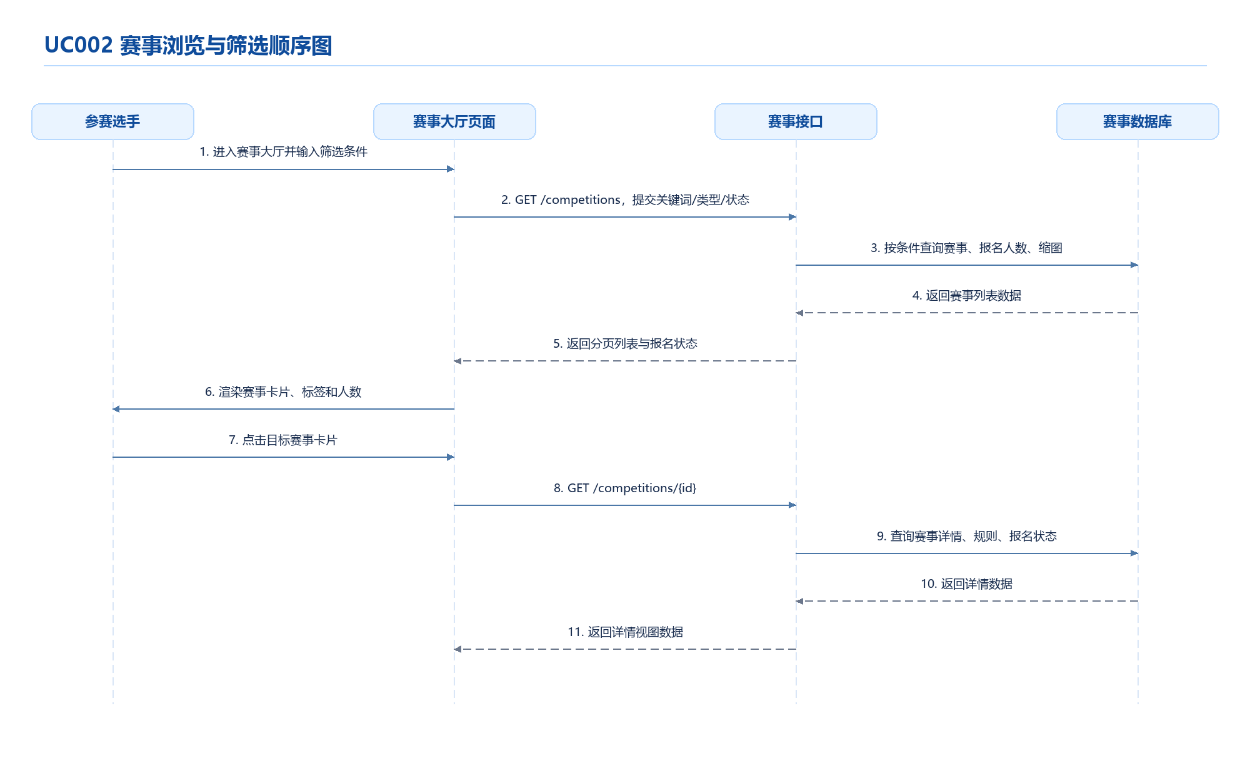 UC002 赛事浏览与筛选顺序图
参赛选手
赛事大厅页面
赛事接口
赛事数据库
1. 进入赛事大厅并输入筛选条件
2. GET /competitions，提交关键词/类型/状态
3. 按条件查询赛事、报名人数、缩图
4. 返回赛事列表数据
5. 返回分页列表与报名状态
6. 渲染赛事卡片、标签和人数
7. 点击目标赛事卡片
8. GET /competitions/{id}
9. 查询赛事详情、规则、报名状态
10. 返回详情数据
11. 返回详情视图数据